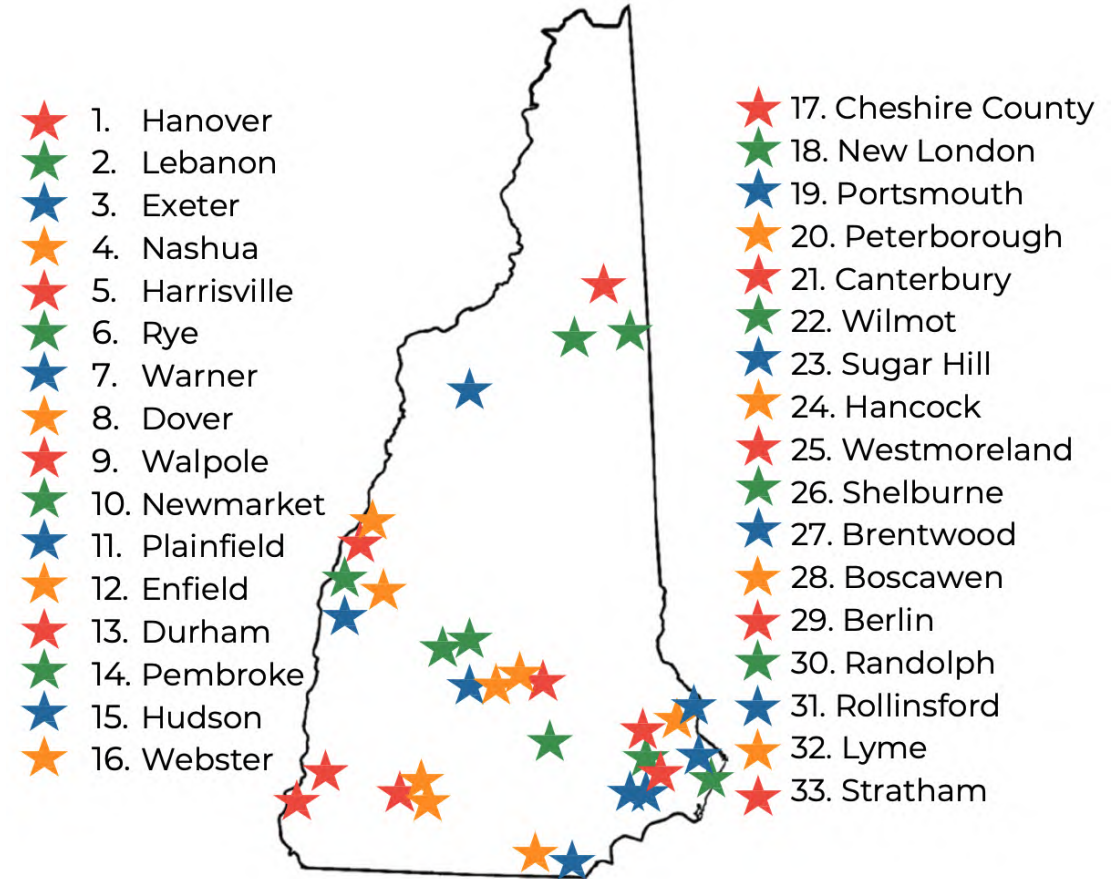 1. Hanover
2. Lebanon
3. Exeter
4. Nashua
5. Harrisville
6. Rye
7. Warner
8. Dover
9. Walpole
10. Newmarket
11. Plainfield
12. Enfield
13. Durham
14. Pembroke
15. Hudson
16. Webster
17. Cheshire County
18. New London
19. Portsmouth
20. Peterborough
21. Canterbury
22. Wilmot
23. Sugar Hill
24. Hancock
25. Westmoreland
26. Shelburne
27. Brentwood
28. Boscawen
29. Berlin
30. Randolph
31. Rollinsford
32. Lyme
33. Stratham